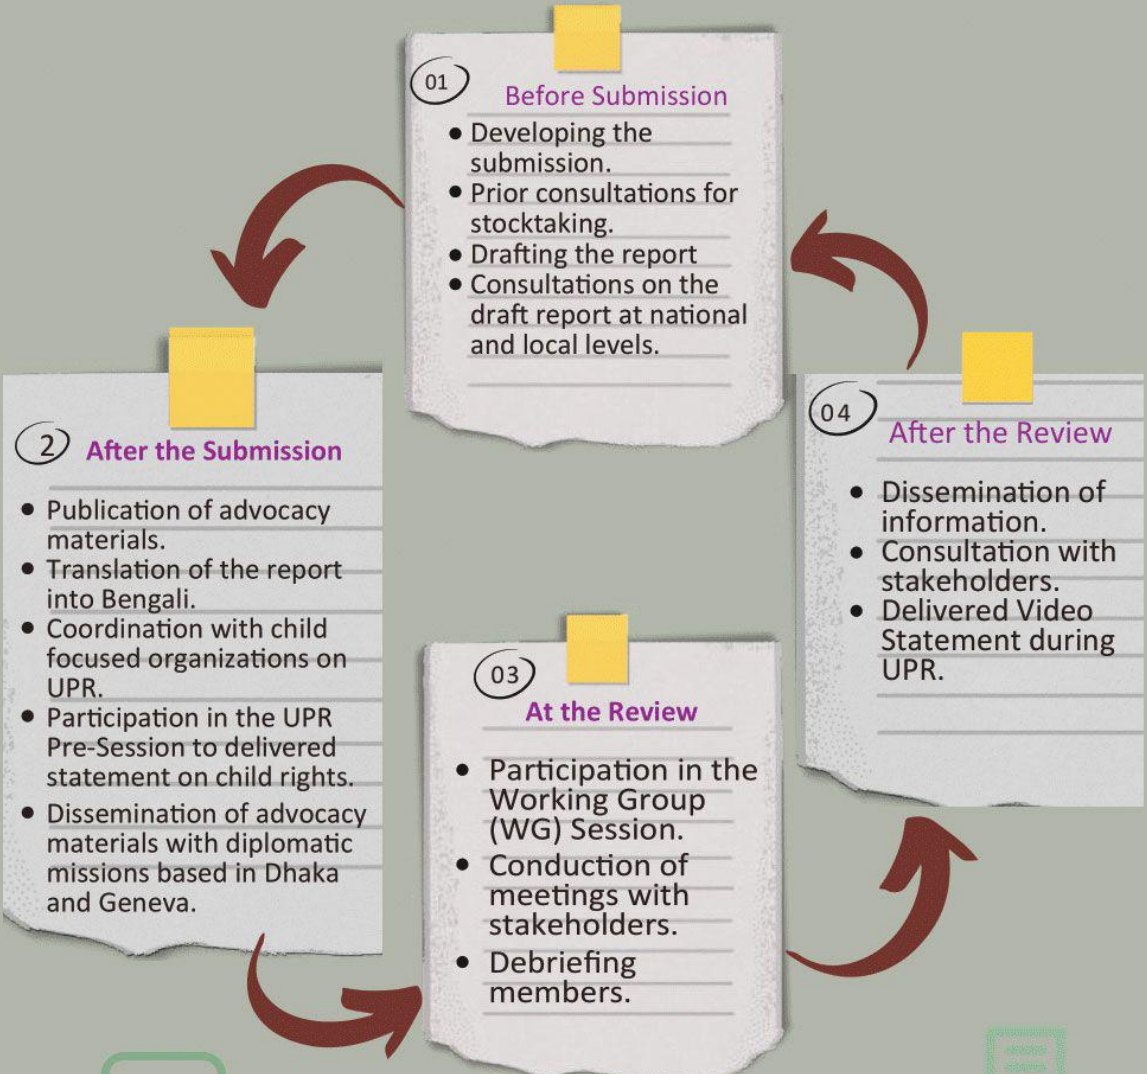 01
Before Submission
● Developing the
submission.
● Prior consultations for
stocktaking.
● Drafting the report
● Consultations on the
draft report at national
and local levels.
2
After the Submission
● Publication of advocacy
materials.
● Translation of the report
into Bengali.
● Coordination with child
focused organizations on
UPR.
● Participation in the UPR
Pre-Session to delivered
statement on child rights.
● Dissemination of advocacy
materials with diplomatic
missions based in Dhaka
and Geneva.
03
At the Review
● Participation in the
Working Group
(WG) Session.
● Conduction of
meetings with
stakeholders.
● Debriefing
members.
04
After the Review
● Dissemination of
information.
● Consultation with
stakeholders.
● Delivered Video
Statement during
UPR.